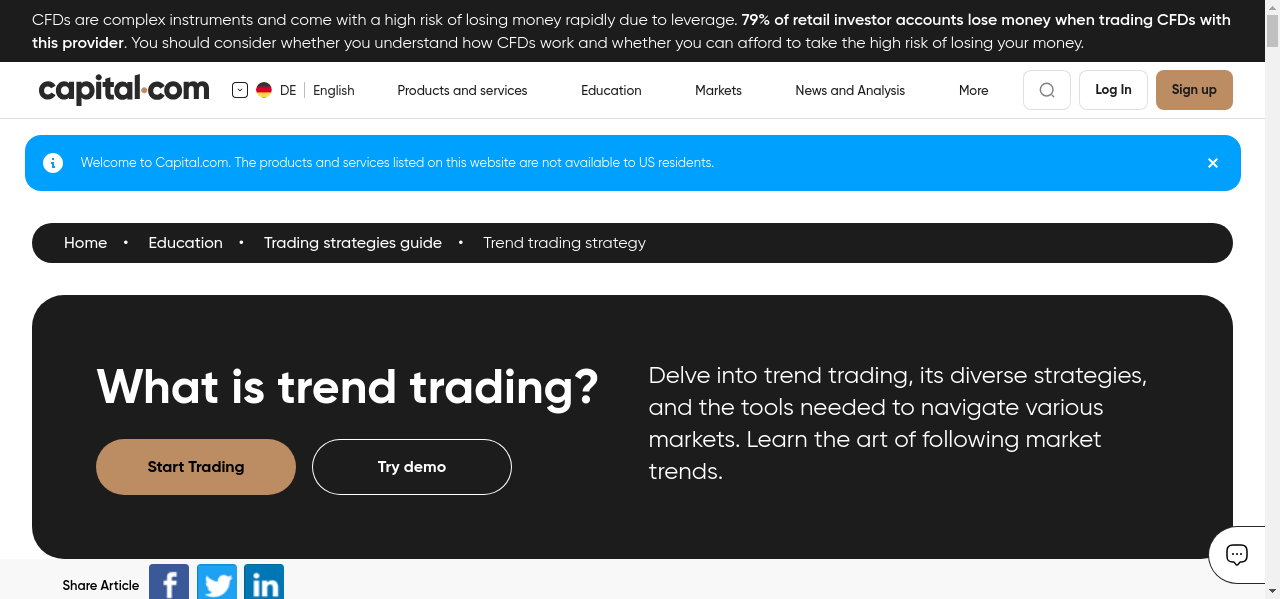 CFDs are complex instruments and come with a high risk of losing money rapidly due to leverage. 79% of retail investor accounts lose money when trading CFDs with
this provider. You should consider whether you understand how CFDs work and whether you can afford to take the high risk of losing your money.
capital.com DE English Products and services Education Markets News and Analysis More Log In Sign up
Welcome to Capital.com. The products and services listed on this website are not available to US residents.
Home • Education • Trading strategies guide • Trend trading strategy
What is trend trading?
Start Trading Try demo
Delve into trend trading, its diverse strategies,
and the tools needed to navigate various
markets. Learn the art of following market
trends.
Share Article